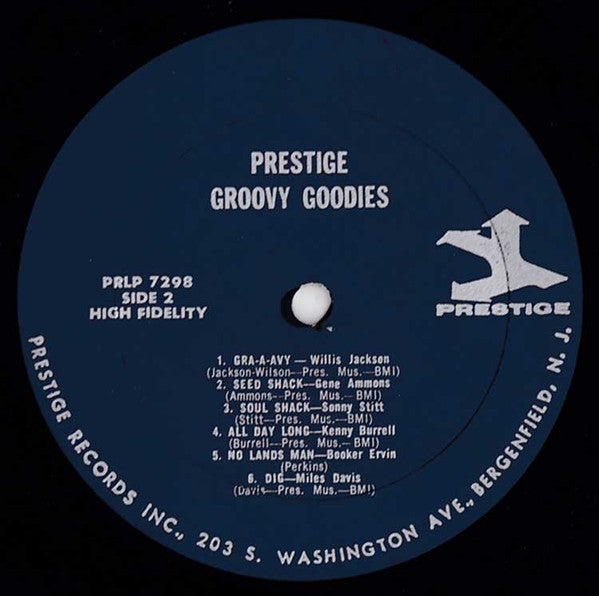 PRESTIGE
GROOVY GOODIES
PRLP 7298
SIDE 2
HIGH FIDELITY
PRESTIGE
1. GRA-A-AVY — Willis Jackson
(Jackson-Wilson—Pres. Mus.—BMI)
2. SEED SHACK—Gene Ammons
(Ammons—Pres. Mus.—BMI)
3. SOUL SHACK—Sonny Stitt
(Stitt—Pres. Mus.—BMI)
4. ALL DAY LONG—Kenny Burrell
(Burrell—Pres. Mus.—BMI)
5. NO LANDS MAN—Booker Ervin
(Perkins)
6. DIG—Miles Davis
(Davis—Pres. Mus.—BMI)
PRESTIGE RECORDS INC., 203 S. WASHINGTON AVE., BERGENFIELD, N. J.